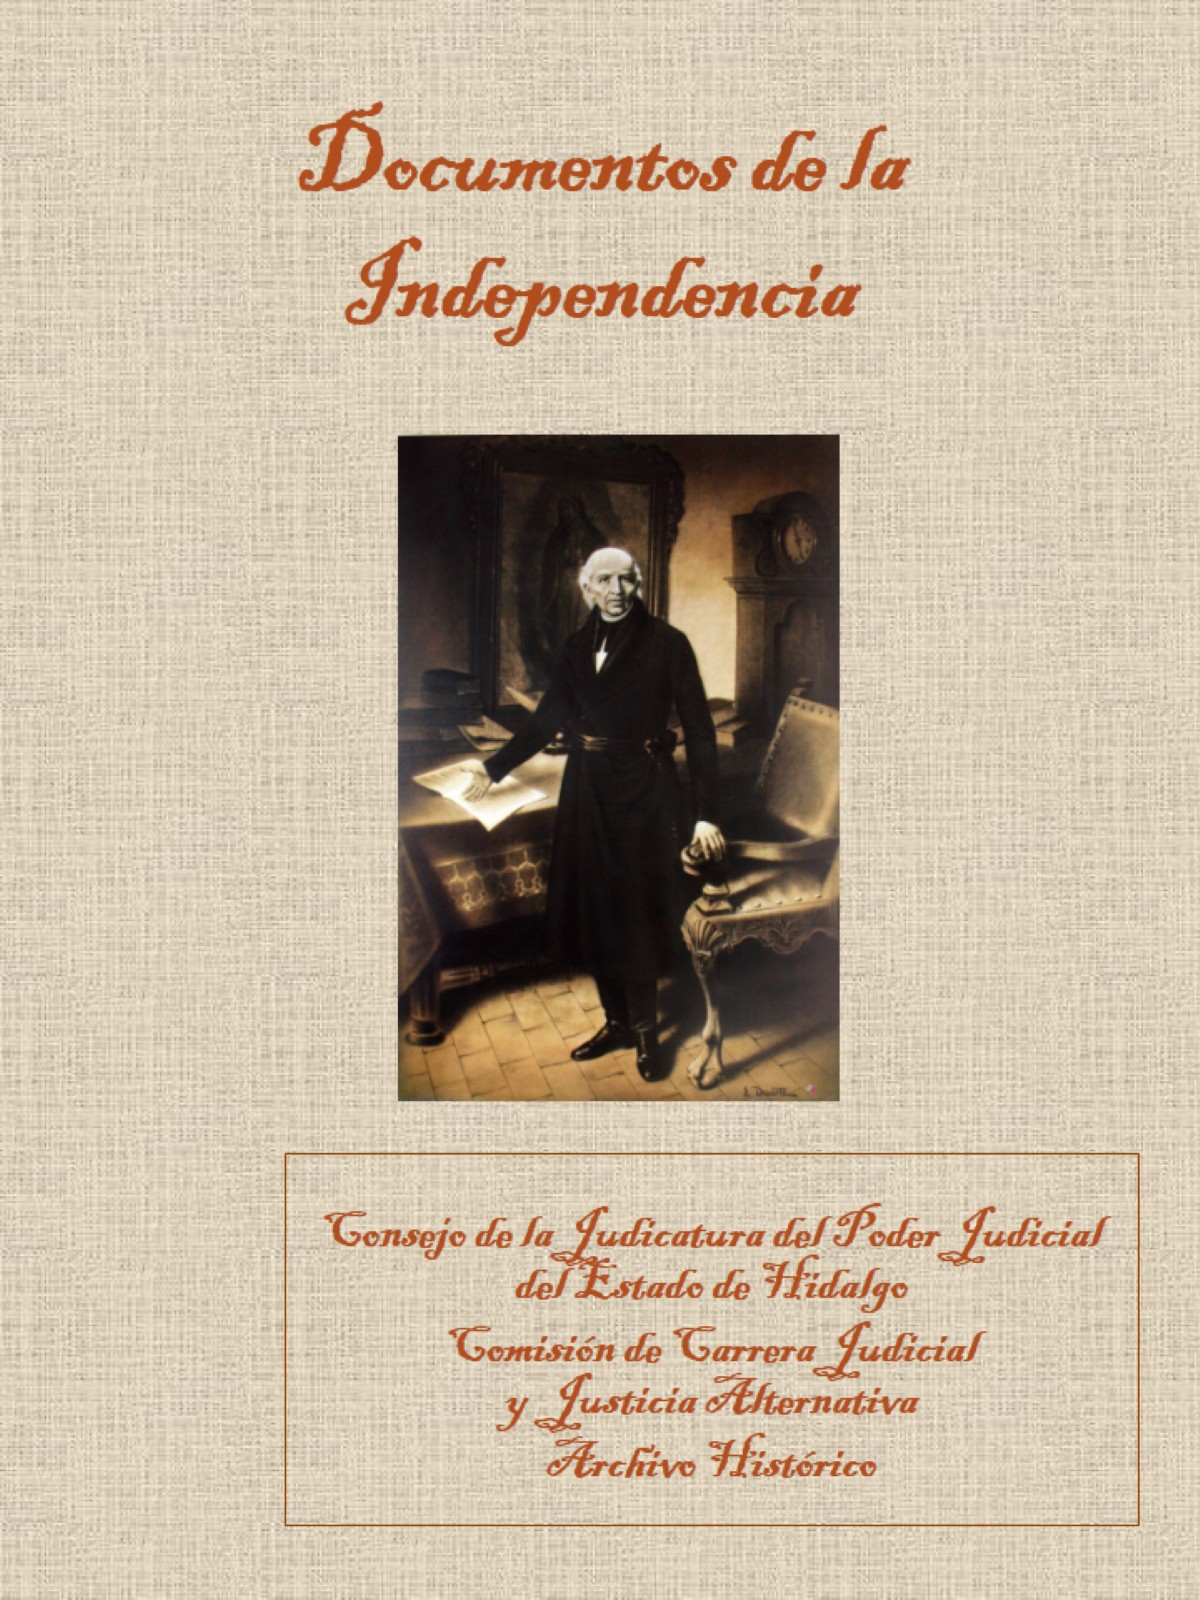 Documentos de la
Independencia
Consejo de la Judicatura del Poder Judicial
del Estado de Hidalgo
Comisión de Carrera Judicial
y Justicia Alternativa
Archivo Histórico